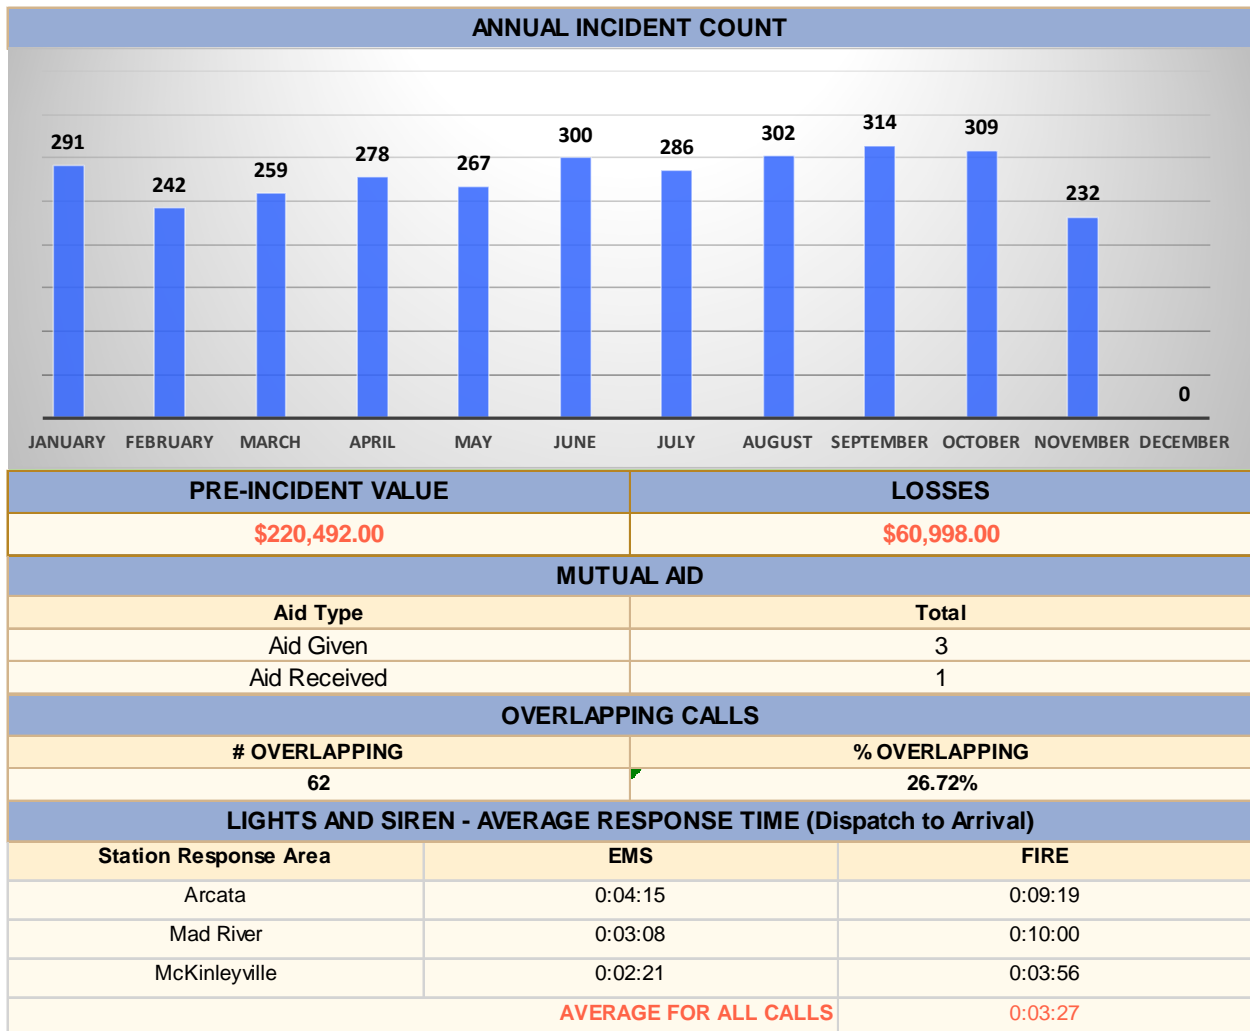 ANNUAL INCIDENT COUNT
291
242
259
278
267
300
286
302
314
309
232
0
JANUARY FEBRUARY MARCH APRIL MAY JUNE JULY AUGUST SEPTEMBER OCTOBER NOVEMBER DECEMBER
PRE-INCIDENT VALUE LOSSES
$220,492.00 $60,998.00
MUTUAL AID
Aid Type Total
Aid Given 3
Aid Received 1
OVERLAPPING CALLS
# OVERLAPPING % OVERLAPPING
62 26.72%
LIGHTS AND SIREN - AVERAGE RESPONSE TIME (Dispatch to Arrival)
Station Response Area EMS FIRE
Arcata 0:04:15 0:09:19
Mad River 0:03:08 0:10:00
McKinleyville 0:02:21 0:03:56
AVERAGE FOR ALL CALLS 0:03:27